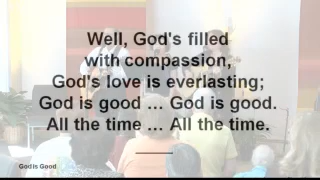 Well, God's filled
with compassion,
God's love is everlasting;
God is good ... God is good.
All the time ... All the time.
God is Good